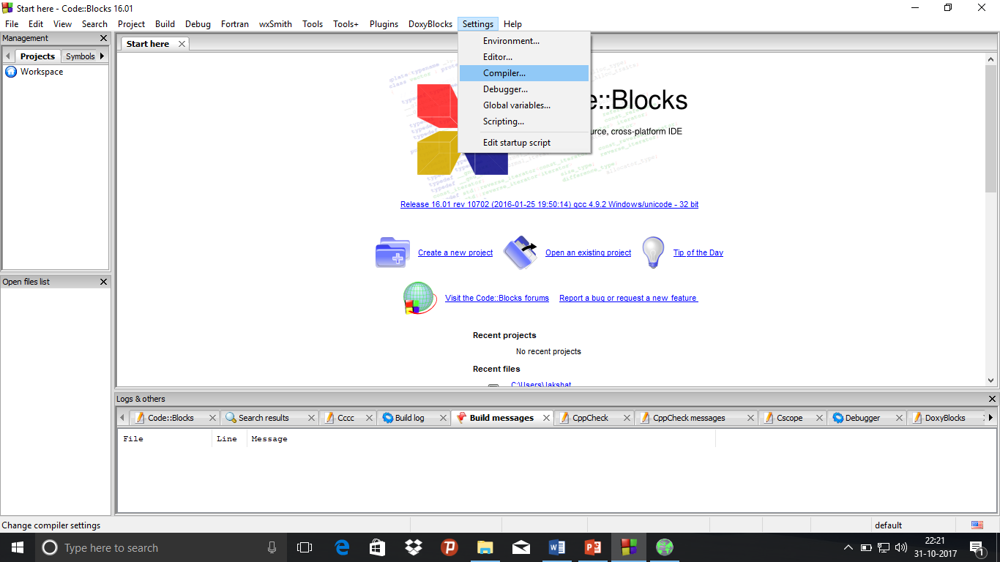 Start here - Code::Blocks 16.01
File Edit View Search Project Build Debug Fortran wxSmith Tools Tools+ Plugins DoxyBlocks Settings Help
Management
Projects Symbols
Workspace
Start here
Environment...
Editor...
Compiler...
Debugger...
Global variables...
Scripting...
Edit startup script
e::Blocks
urce, cross-platform IDE
Release 16.01 rev 10702 (2016-01-25 19:50:14) gcc 4.9.2 Windows/unicode - 32 bit
Create a new project Open an existing project Tip of the Day
Visit the Code::Blocks forums Report a bug or request a new feature
Recent projects
No recent projects
Recent files
Open files list
Logs & others
Code::Blocks Search results Cccc Build log Build messages CppCheck CppCheck messages Cscope Debugger DoxyBlocks
File Line Message
Change compiler settings default
Type here to search
22:21
31-10-2017
1